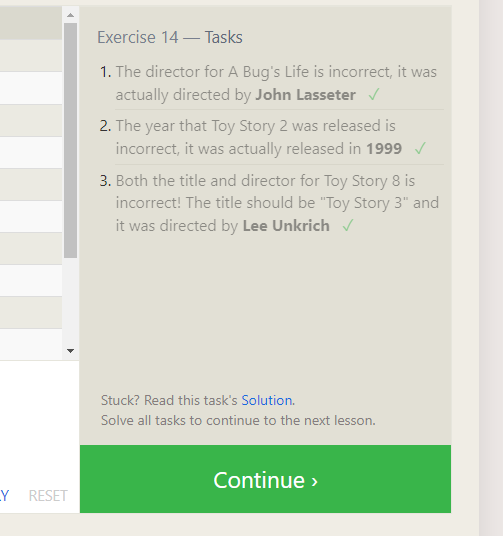 Exercise 14 — Tasks
1. The director for A Bug's Life is incorrect, it was
actually directed by John Lasseter ✓
2. The year that Toy Story 2 was released is
incorrect, it was actually released in 1999 ✓
3. Both the title and director for Toy Story 8 is
incorrect! The title should be "Toy Story 3" and
it was directed by Lee Unkrich ✓
Stuck? Read this task's Solution.
Solve all tasks to continue to the next lesson.
RESET
Continue ›